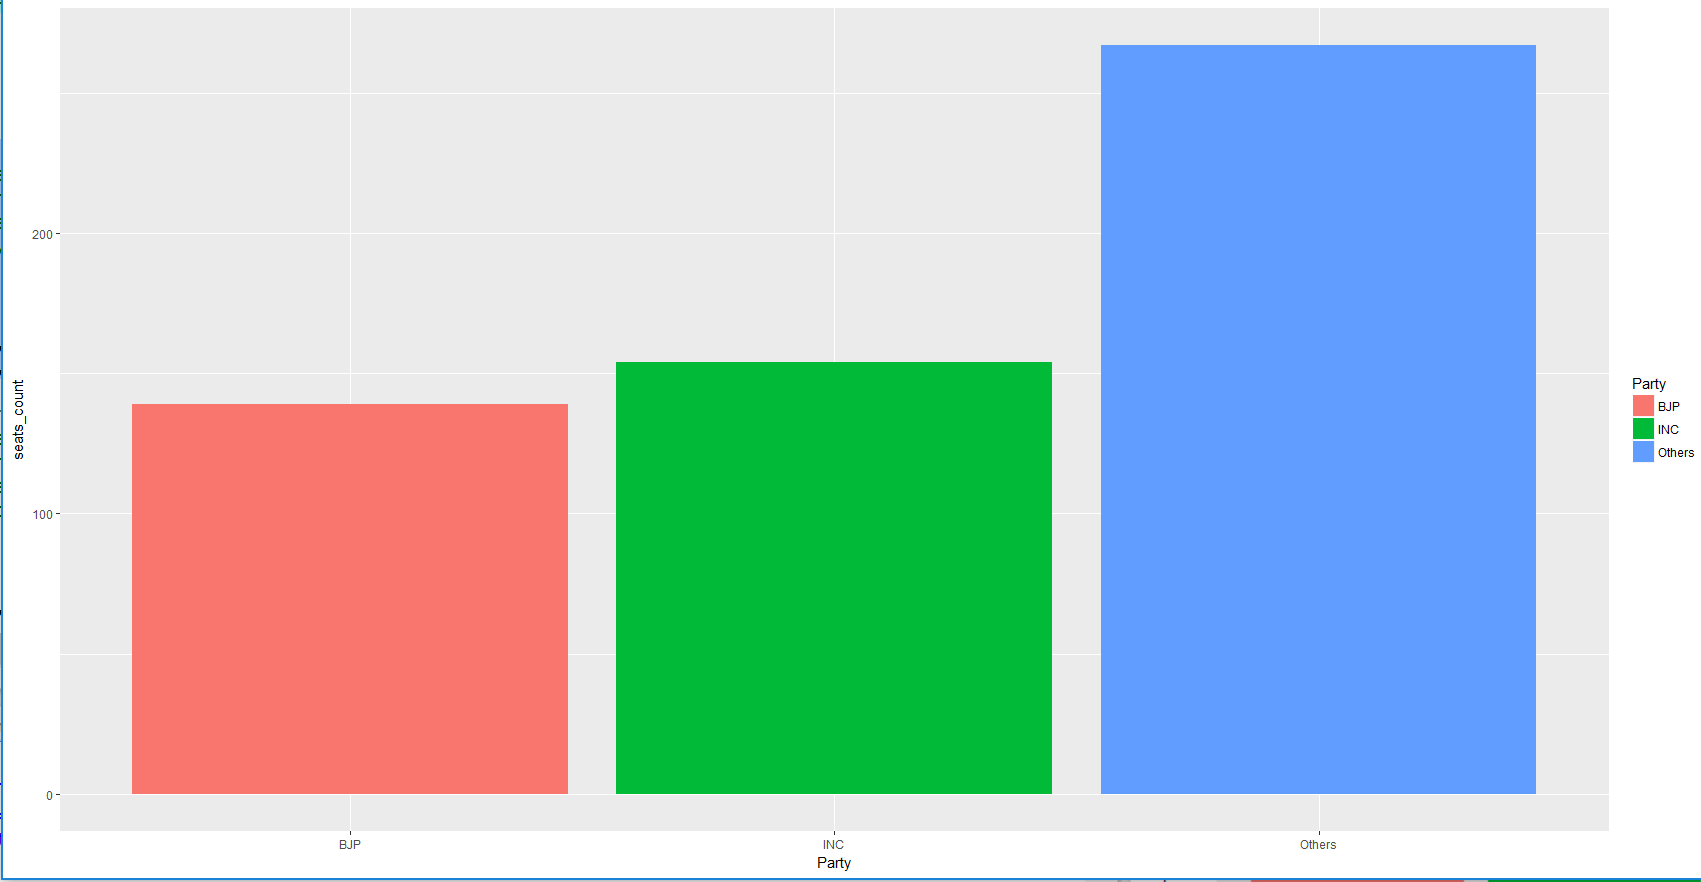 seats_count
200
100
0
BJP INC Others
Party
Party
BJP
INC
Others